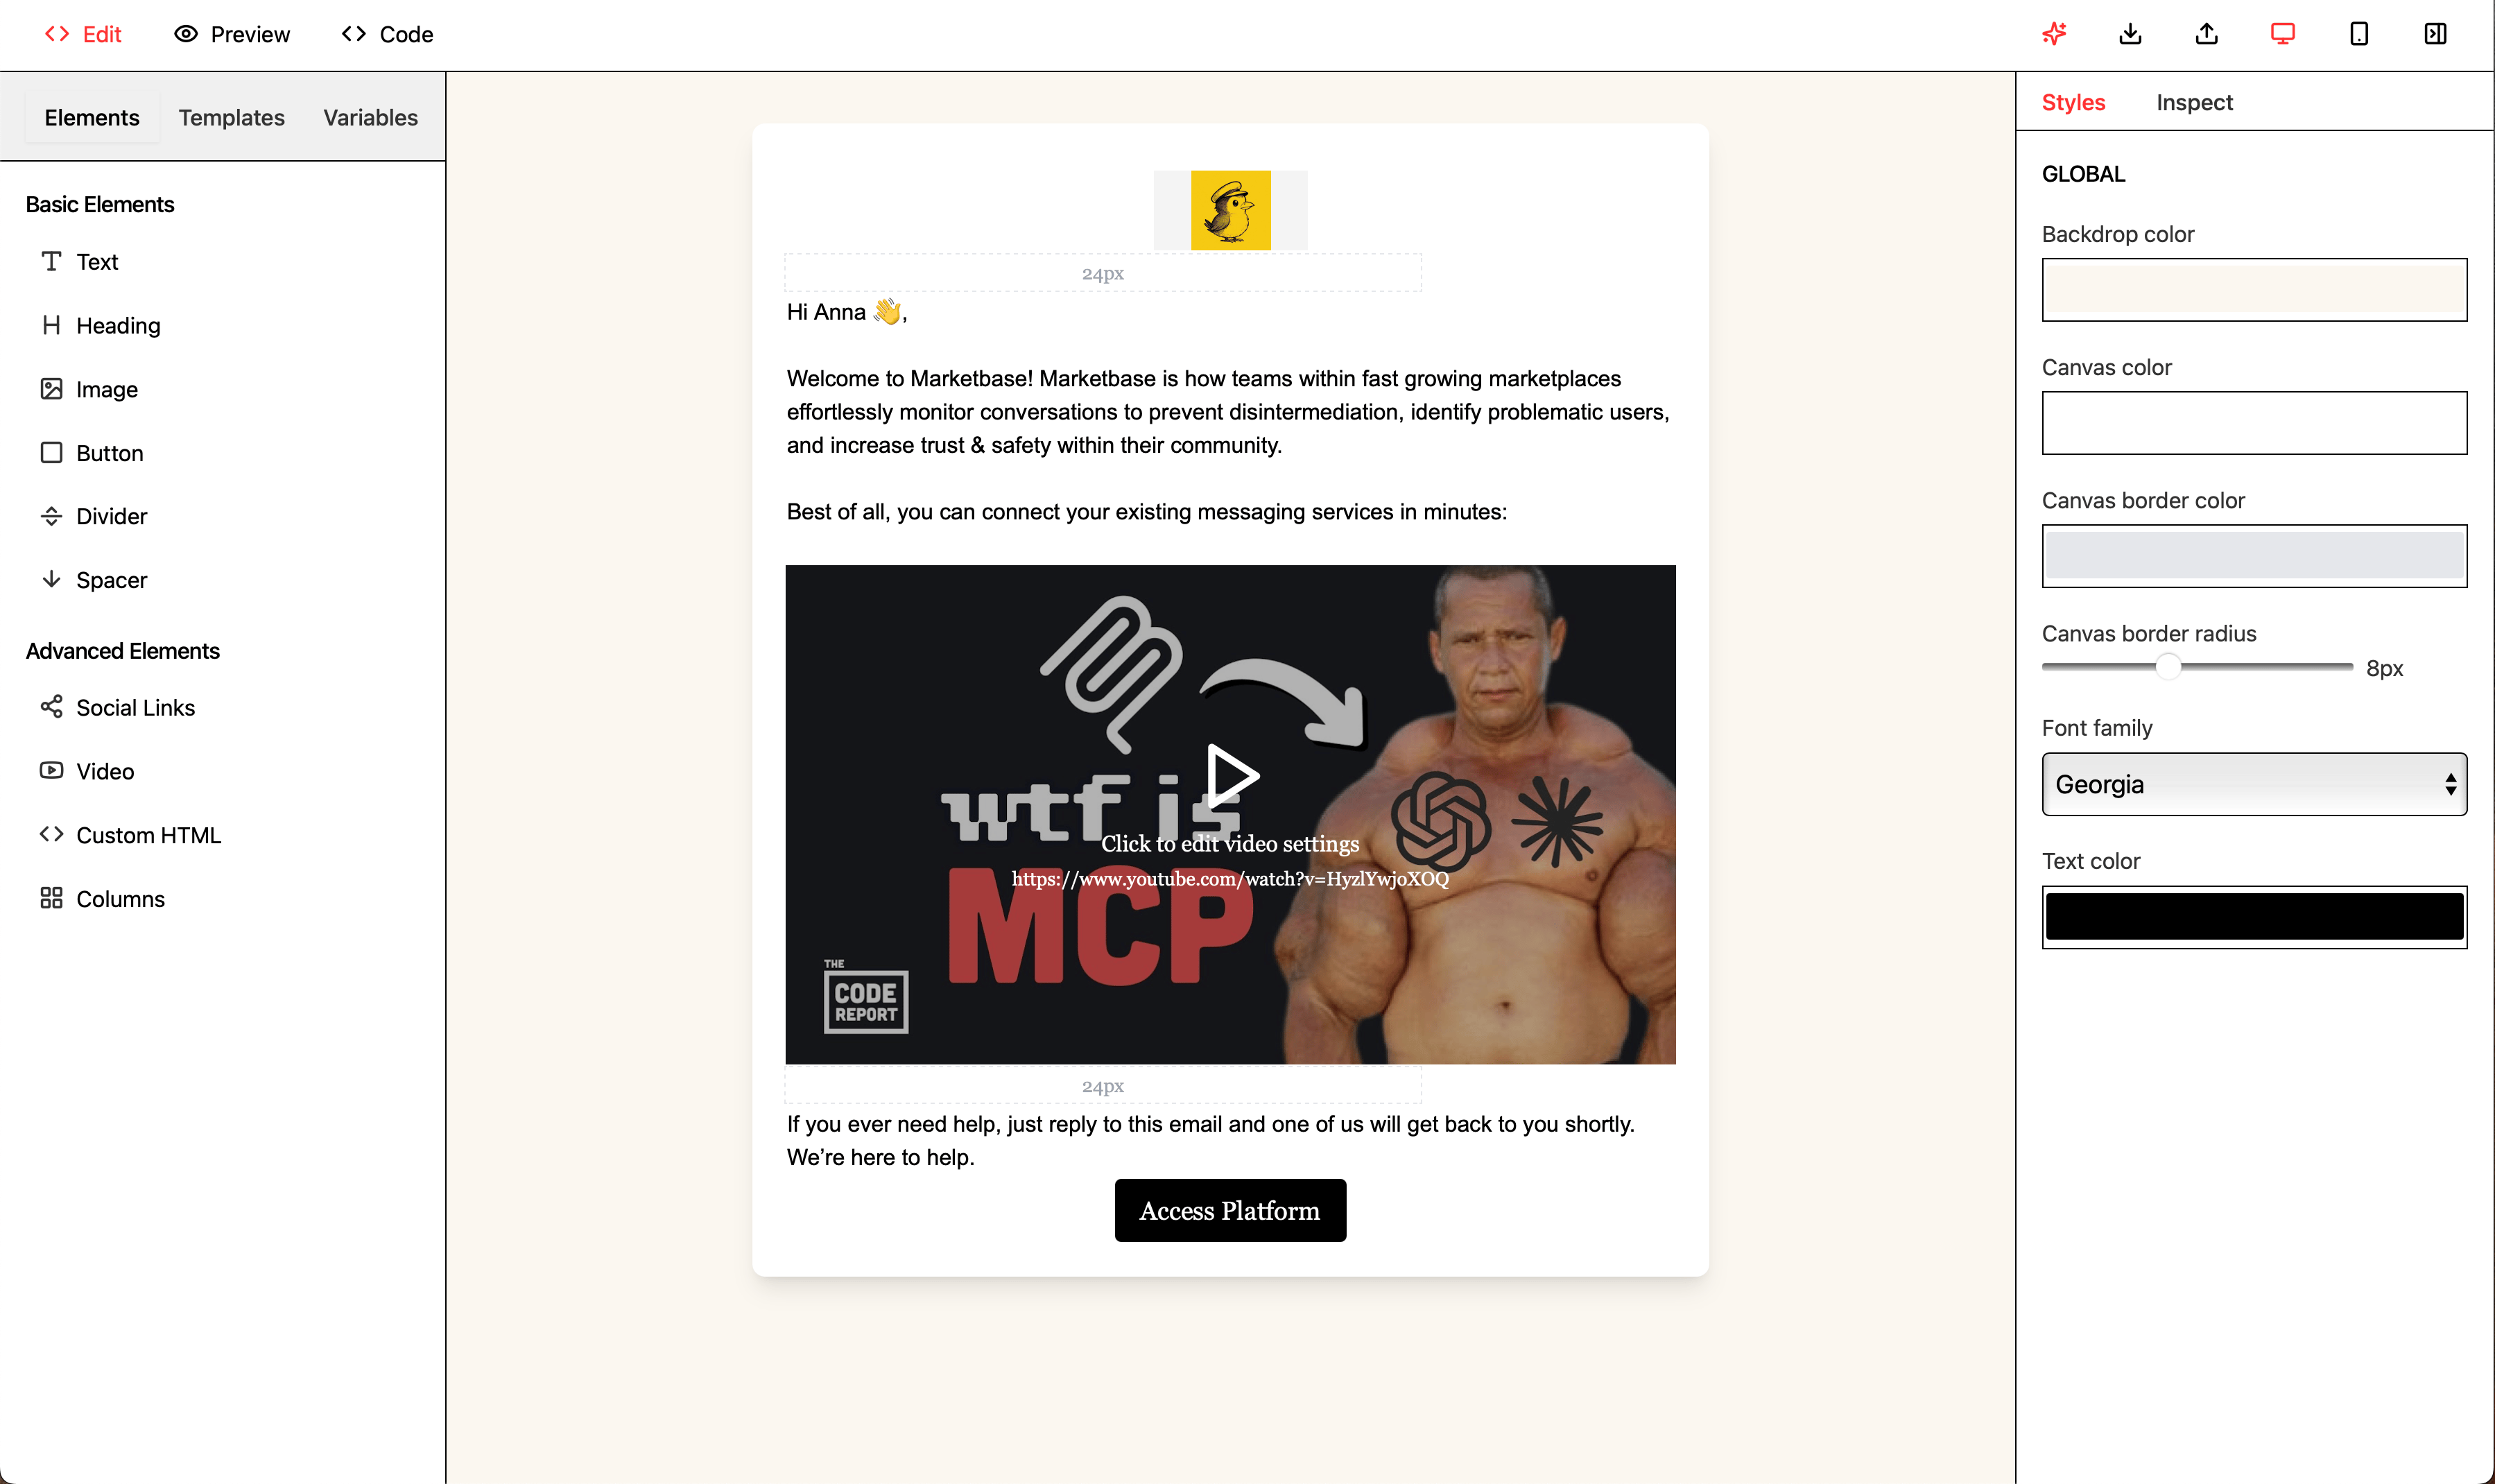 Edit
Preview
Code
Elements
Templates
Variables
Basic Elements
Text
Heading
Image
Button
Divider
Spacer
Advanced Elements
Social Links
Video
Custom HTML
Columns
24px
Hi Anna 👋,
Welcome to Marketbase! Marketbase is how teams within fast growing marketplaces
effortlessly monitor conversations to prevent disintermediation, identify problematic users,
and increase trust & safety within their community.
Best of all, you can connect your existing messaging services in minutes:
wtf is
Click to edit video settings
https://www.youtube.com/watch?v=HyzlYwjoXOQ
MCP
THE
CODE
REPORT
24px
If you ever need help, just reply to this email and one of us will get back to you shortly.
We’re here to help.
Access Platform
Styles
Inspect
GLOBAL
Backdrop color
Canvas color
Canvas border color
Canvas border radius
8px
Font family
Georgia
Text color